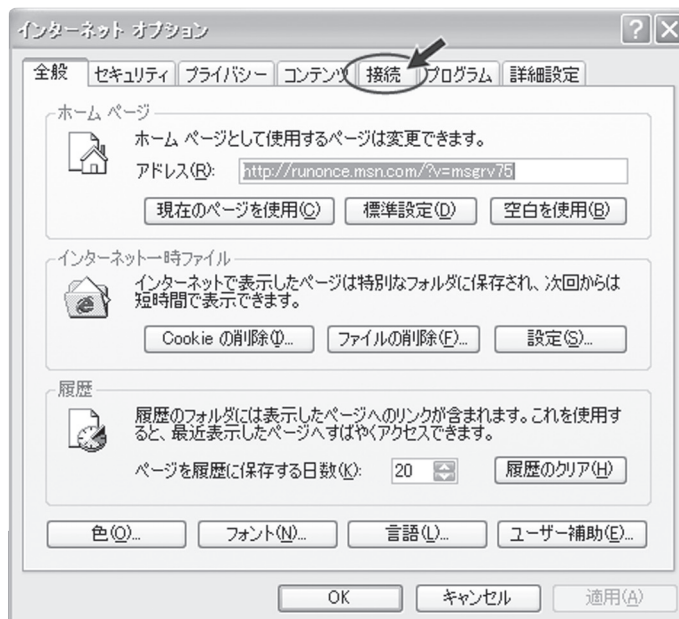 インターネット オプション
全般 セキュリティ プライバシー コンテンツ 接続 プログラム 詳細設定
ホーム ページ
ホーム ページとして使用するページは変更できます。
アドレス(R): http://runonce.msn.com/?v=msgrv75
現在のページを使用(C) 標準設定(D) 空白を使用(B)
インターネット一時ファイル
インターネットで表示したページは特別なフォルダに保存され、次回からは
短時間で表示できます。
Cookie の削除(I)... ファイルの削除(F)... 設定(S)...
履歴
履歴のフォルダには表示したページへのリンクが含まれます。これを使用す
ると、最近表示したページへすばやくアクセスできます。
ページを履歴に保存する日数(K): 20 履歴のクリア(H)
色(O)... フォント(N)... 言語(L)... ユーザー補助(E)...
OK キャンセル 適用(A)